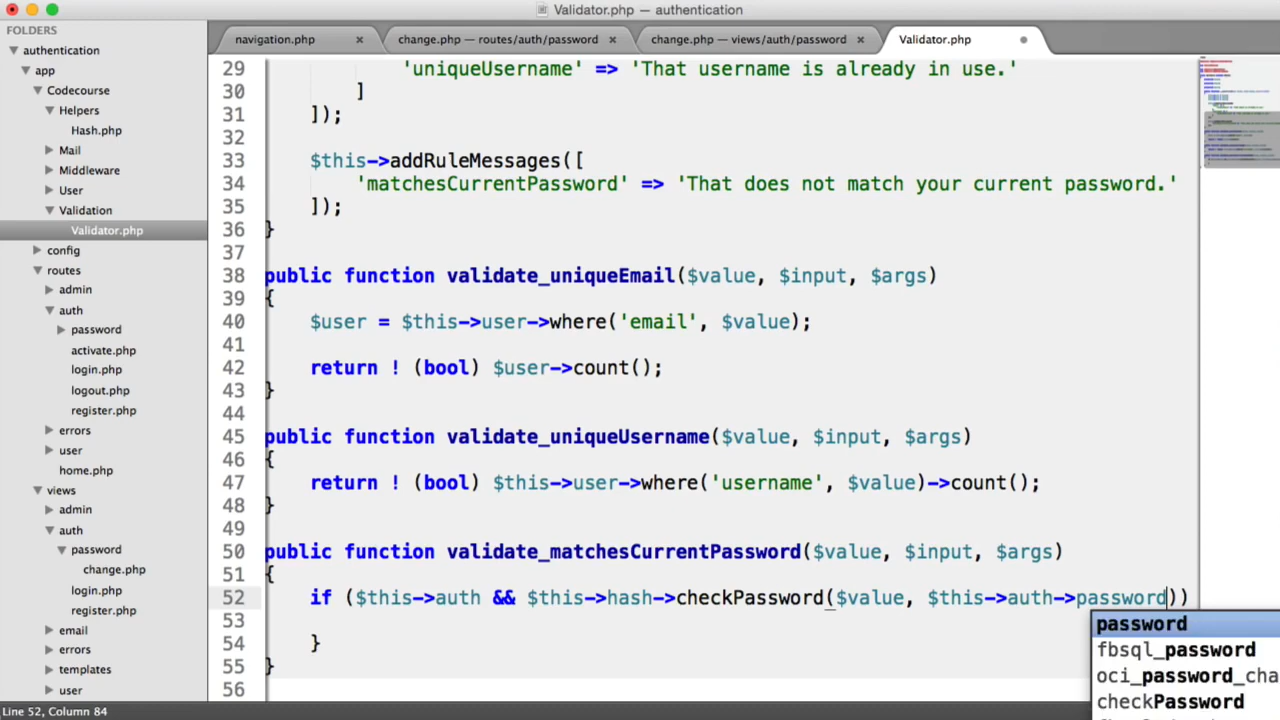 Validator.php — authentication
FOLDERS
authentication
app
Codecourse
Helpers
Hash.php
Mail
Middleware
User
Validation
Validator.php
config
routes
admin
auth
password
activate.php
login.php
logout.php
register.php
errors
user
home.php
views
admin
auth
password
change.php
login.php
register.php
email
errors
templates
user
navigation.php ×
change.php — routes/auth/password ×
change.php — views/auth/password ×
Validator.php
29 'uniqueUsername' => 'That username is already in use.'
30 ]
31 ]);
32
33 $this->addRuleMessages([
34 'matchesCurrentPassword' => 'That does not match your current password.'
35 ]);
36 }
37
38 public function validate_uniqueEmail($value, $input, $args)
39 {
40 $user = $this->user->where('email', $value);
41
42 return ! (bool) $user->count();
43 }
44
45 public function validate_uniqueUsername($value, $input, $args)
46 {
47 return ! (bool) $this->user->where('username', $value)->count();
48 }
49
50 public function validate_matchesCurrentPassword($value, $input, $args)
51 {
52 if ($this->auth && $this->hash->checkPassword($value, $this->auth->password))
53
54 }
55 }
56
password
fbsql_password
oci_password_cha
checkPassword
Line 52, Column 84